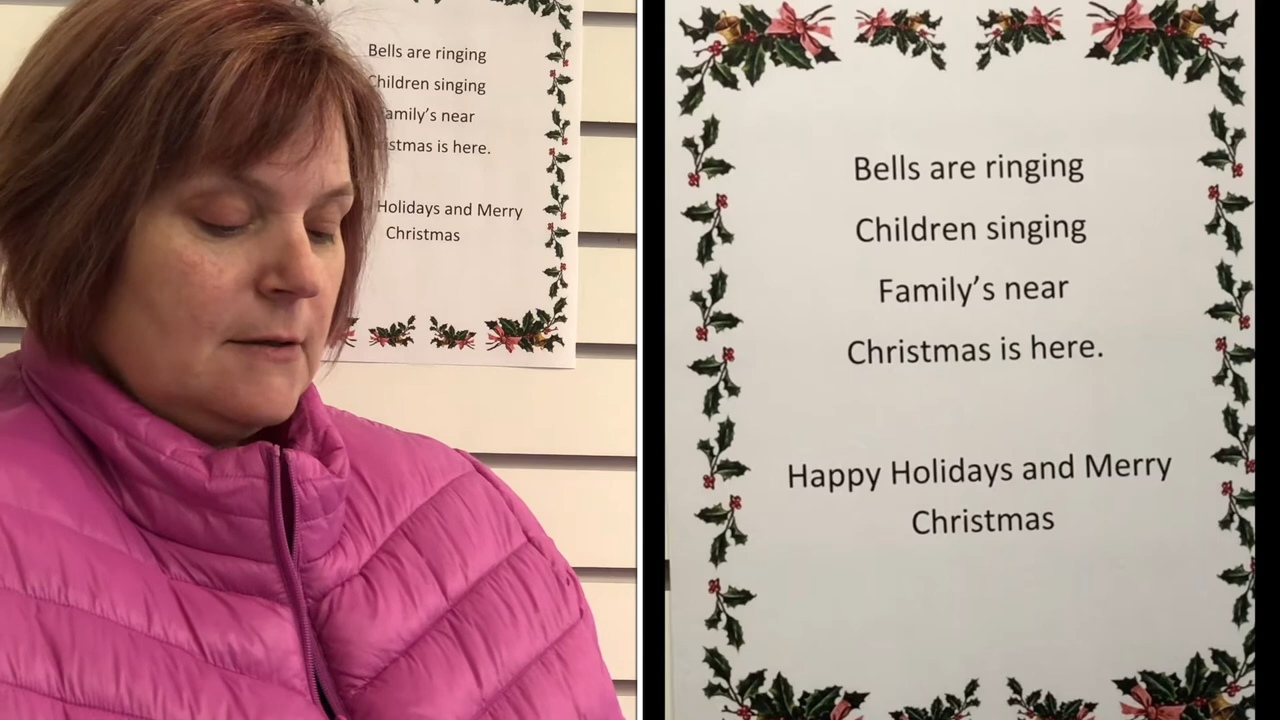 Bells are ringing
Children singing
amily's near
stmas is here.
Holidays and Merry
Christmas
Bells are ringing
Children singing
Family's near
Christmas is here.
Happy Holidays and Merry
Christmas